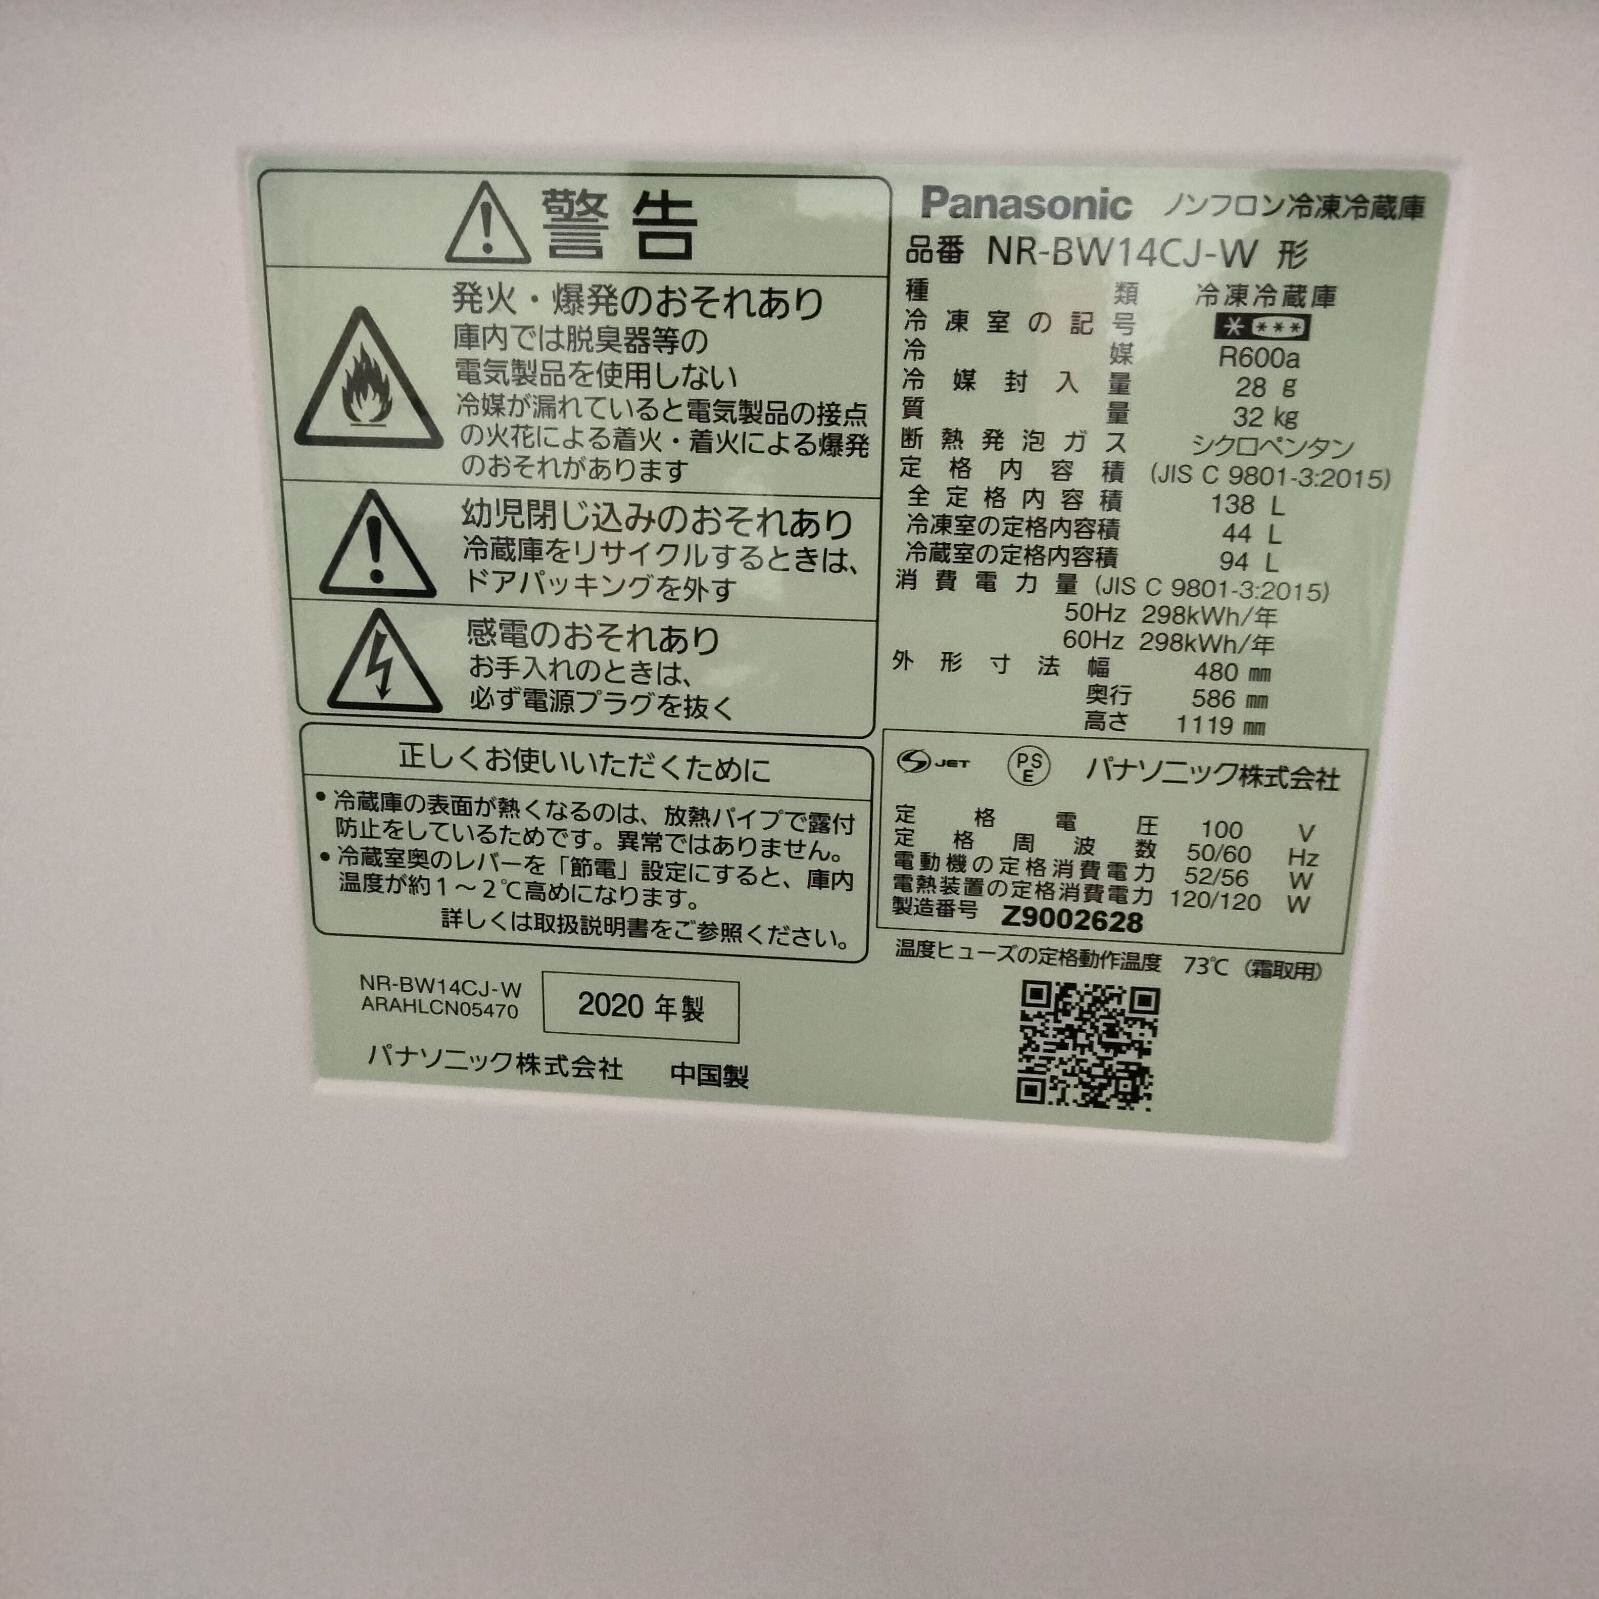 警告
発火・爆発のおそれあり
庫内では脱臭器等の
電気製品を使用しない
冷媒が漏れていると電気製品の接点
の火花による着火・着火による爆発
のおそれがあります
幼児閉じ込みのおそれあり
冷蔵庫をリサイクルするときは、
ドアパッキングを外す
感電のおそれあり
お手入れのときは、
必ず電源プラグを抜く
正しくお使いいただくために
• 冷蔵庫の表面が熱くなるのは、放熱パイプで露付
防止をしているためです。異常ではありません。
• 冷蔵室奥のレバーを「節電」設定にすると、庫内
温度が約1～2℃高めになります。
詳しくは取扱説明書をご参照ください。
NR-BW14CJ-W
ARAHLCN05470
2020 年製
パナソニック株式会社 中国製
Panasonic ノンフロン冷凍冷蔵庫
品番 NR-BW14CJ-W 形
種類 冷凍冷蔵庫
冷凍室の記号 * ***
冷媒 R600a
冷媒封入量 28 g
質量 32 kg
断熱発泡ガス シクロペンタン
定格内容積 (JIS C 9801-3:2015)
全定格内容積 138 L
冷凍室の定格内容積 44 L
冷蔵室の定格内容積 94 L
消費電力量 (JIS C 9801-3:2015)
50Hz 298kWh/年
60Hz 298kWh/年
外形寸法 幅 480 mm
奥行 586 mm
高さ 1119 mm
S JET PSE パナソニック株式会社
定格電圧 100 V
定格周波数 50/60 Hz
電動機の定格消費電力 52/56 W
電熱装置の定格消費電力 120/120 W
製造番号 Z9002628
温度ヒューズの定格動作温度 73℃ (霜取用)